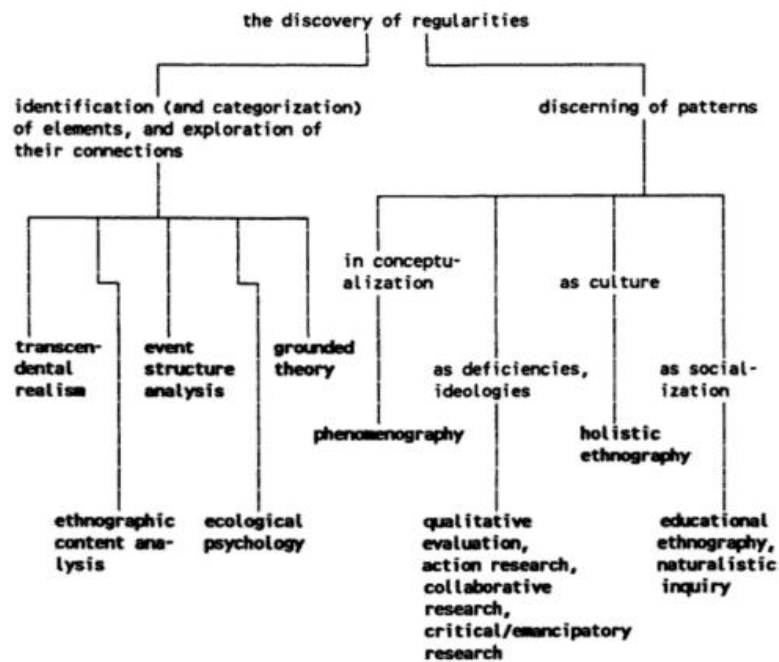 the discovery of regularities
identification (and categorization)
of elements, and exploration of
their connections
discerning of patterns
in conceptu-
alization
as culture
transcen-
dental
realism
event
structure
analysis
grounded
theory
as deficiencies,
ideologies
as social-
ization
phenomenography
holistic
ethnography
ethnographic
content ana-
lysis
ecological
psychology
qualitative
evaluation,
action research,
collaborative
research,
critical/emancipatory
research
educational
ethnography,
naturalistic
inquiry